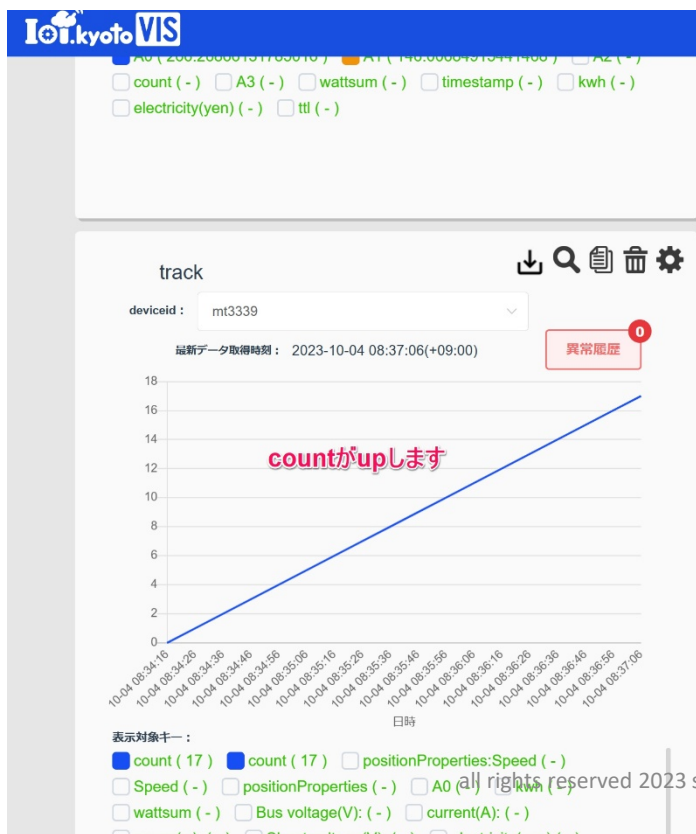 IoT.kyoto VIS
count ( - ) A3 ( - ) wattsum ( - ) timestamp ( - ) kwh ( - )
electricity(yen) ( - ) ttl ( - )
track
deviceid : mt3339
最新データ取得時刻 : 2023-10-04 08:37:06(+09:00)
異常履歴
0
18
16
14
countがupします
12
10
8
6
4
2
0
10-04 08:34:16
10-04 08:34:26
10-04 08:34:36
10-04 08:34:46
10-04 08:34:56
10-04 08:35:06
10-04 08:35:16
10-04 08:35:26
10-04 08:35:36
10-04 08:35:46
10-04 08:35:56
10-04 08:36:06
10-04 08:36:16
10-04 08:36:26
10-04 08:36:36
10-04 08:36:46
10-04 08:36:56
10-04 08:37:06
日時
表示対象キー :
count ( 17 ) count ( 17 ) positionProperties:Speed ( - )
Speed ( - ) positionProperties ( - ) A0 ( - ) kwh ( - )
all rights reserved 2023 s
wattsum ( - ) Bus voltage(V): ( - ) current(A): ( - )